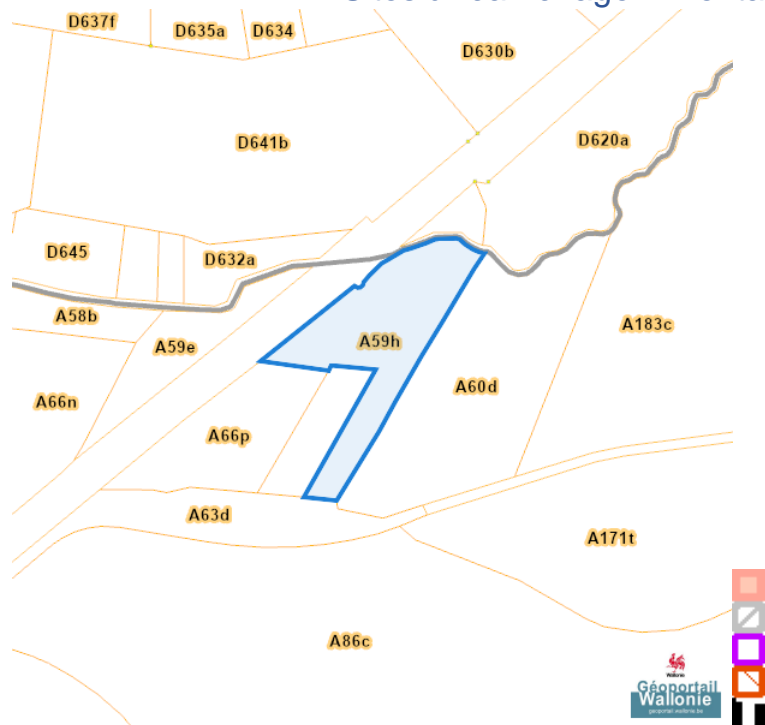 D637f
D635a
D634
D630b
D641b
D620a
D645
D632a
A58b
A59e
A59h
A183c
A60d
A66n
A66p
A63d
A171t
A86c
Wallonie
Géoportail
Wallonie
geoportail.wallonie.be